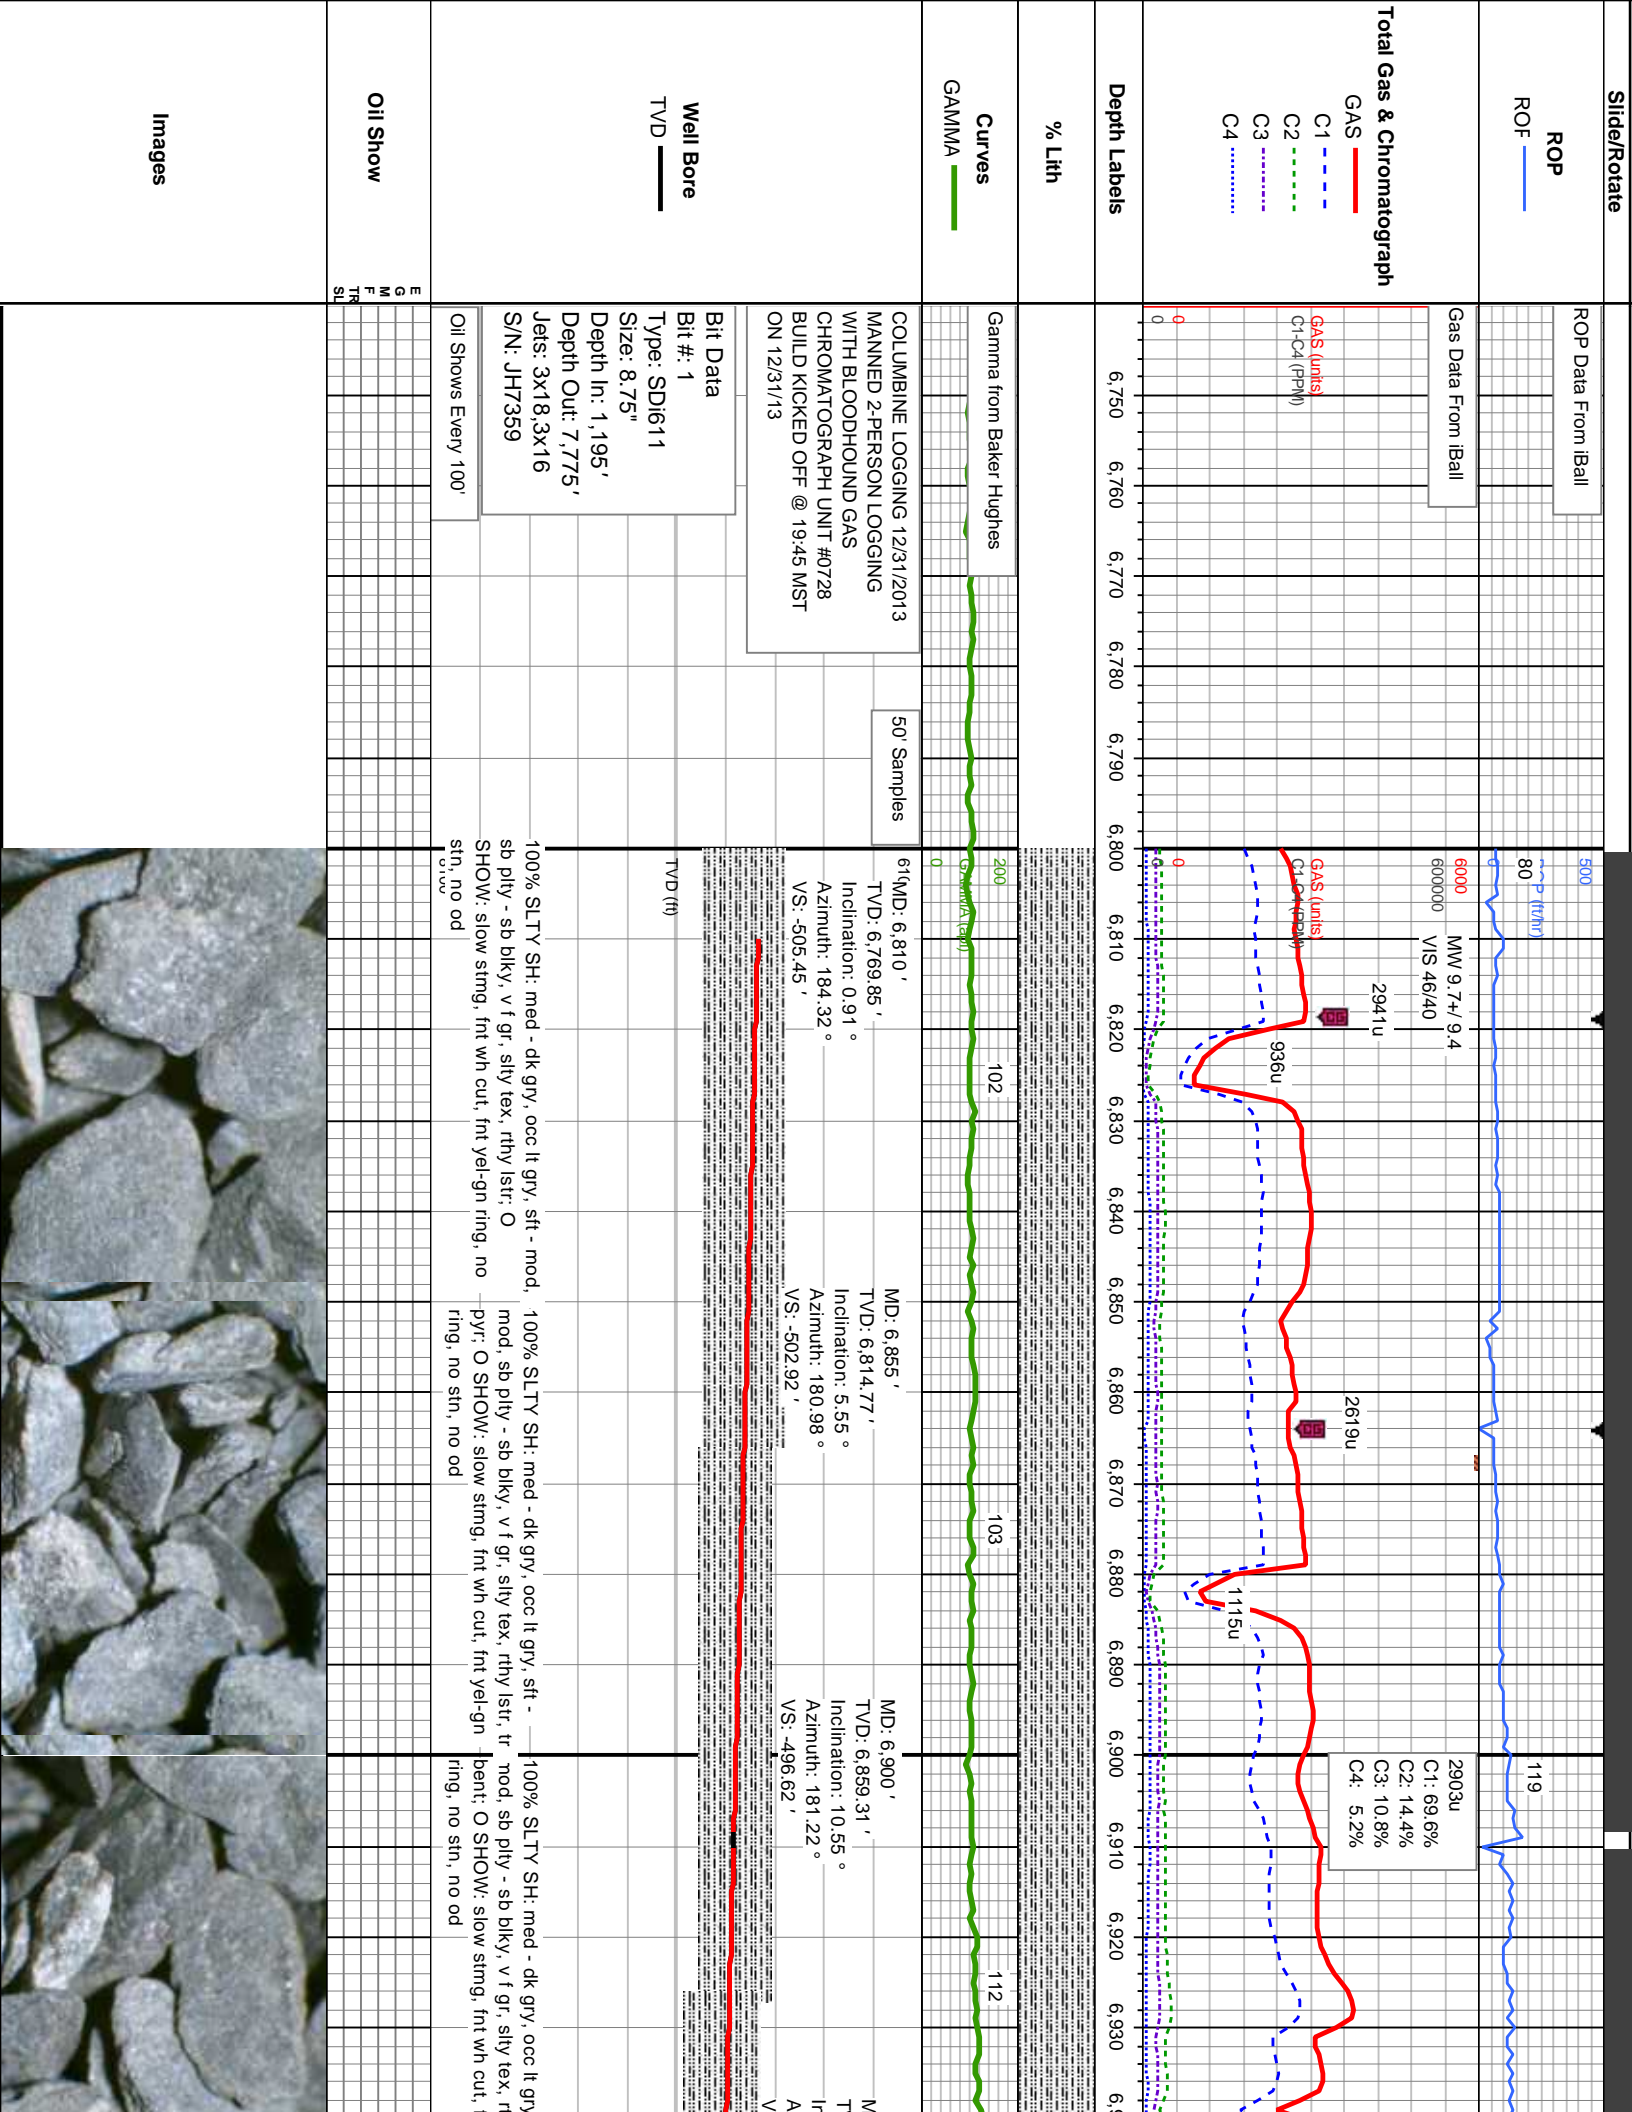 Slide/Rotate
ROP
ROP
ROP Data From iBall
500
ROP (ft/hr)
80
119
Total Gas & Chromatograph
GAS
C1
C2
C3
C4
Gas Data From iBall
GAS (units)
C1-C4 (PPM)
0
0
6000
600000
GAS (units)
C1-C4 (PPM)
0
0
MW 9.7+/ 9.4
VIS 46/40
2941u
936u
2619u
1115u
2903u
C1: 69.6%
C2: 14.4%
C3: 10.8%
C4: 5.2%
Depth Labels
6,750
6,760
6,770
6,780
6,790
6,800
6,810
6,820
6,830
6,840
6,850
6,860
6,870
6,880
6,890
6,900
6,910
6,920
6,930
% Lith
Curves
GAMMA
Gamma from Baker Hughes
200
GAMMA (api)
0
102
103
112
Well Bore
TVD
COLUMBINE LOGGING 12/31/2013
MANNED 2-PERSON LOGGING
WITH BLOODHOUND GAS
CHROMATOGRAPH UNIT #0728
BUILD KICKED OFF @ 19:45 MST
ON 12/31/13
Bit Data
Bit #: 1
Type: SDi611
Size: 8.75"
Depth In: 1,195 '
Depth Out: 7,775 '
Jets: 3x18,3x16
S/N: JH7359
50' Samples
TVD (ft)
MD: 6,810 '
TVD: 6,769.85 '
Inclination: 0.91 °
Azimuth: 184.32 °
VS: -505.45 '
MD: 6,855 '
TVD: 6,814.77 '
Inclination: 5.55 °
Azimuth: 180.98 °
VS: -502.92 '
MD: 6,900 '
TVD: 6,859.31 '
Inclination: 10.55 °
Azimuth: 181.22 °
VS: -496.62 '
100% SLTY SH: med - dk gry, occ lt gry, sft - mod,
sb plty - sb blky, v f gr, slty tex, rthy lstr; O
SHOW: slow stmg, fnt wh cut, fnt yel-gn ring, no
stn, no od
100% SLTY SH: med - dk gry, occ lt gry, sft -
mod, sb plty - sb blky, v f gr, slty tex, rthy lstr, tr
pyr; O SHOW: slow stmg, fnt wh cut, fnt yel-gn
ring, no stn, no od
100% SLTY SH: med - dk gry, occ lt gry
mod, sb plty - sb blky, v f gr, slty tex,
bent; O SHOW: slow stmg, fnt wh cut,
ring, no stn, no od
Oil Show
E
G
M
F
TR
SL
Oil Shows Every 100'
Images